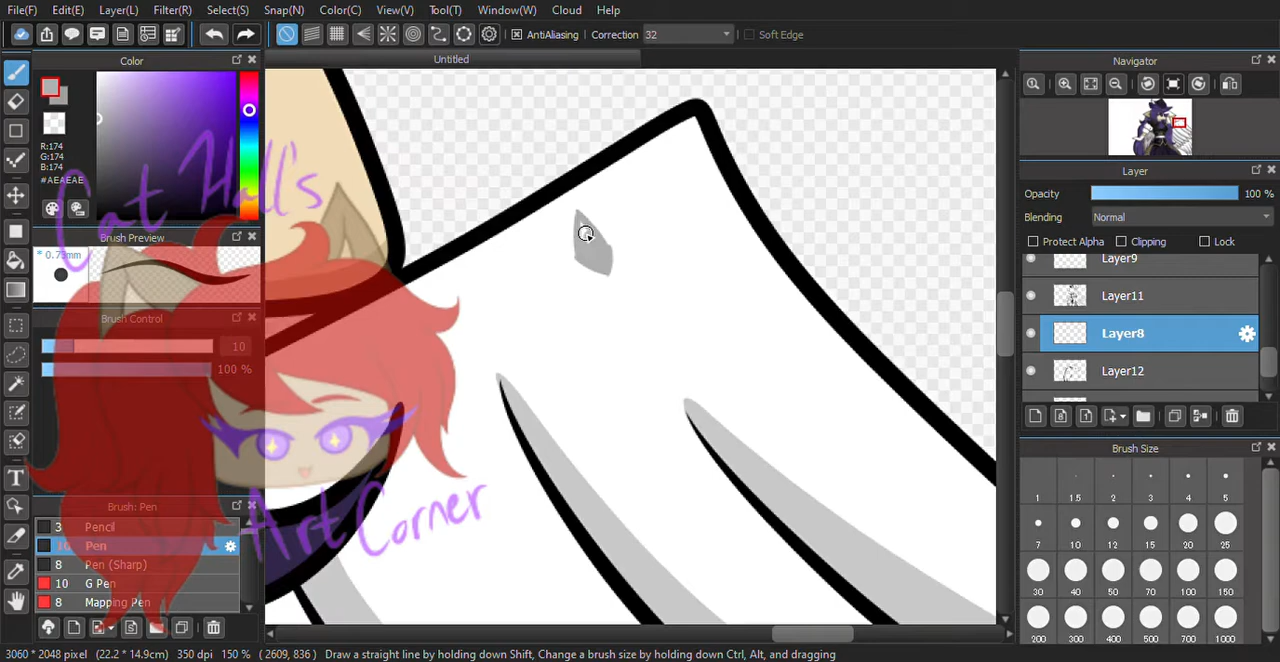 File(F) Edit(E) Layer(L) Filter(R) Select(S) Snap(N) Color(C) View(V) Tool(T) Window(W) Cloud Help
AntiAliasing Correction 32 Soft Edge
Color
Untitled
Navigator
R:174
G:174
B:174
#AEAEAE
Cat Hall's
Art Corner
Brush Preview
* 0.73mm
Brush Control
10
100 %
Brush: Pen
3 Pencil
10 Pen
8 Pen (Sharp)
10 G Pen
8 Mapping Pen
Layer
Opacity 100 %
Blending Normal
Protect Alpha Clipping Lock
Layer9
Layer11
Layer8
Layer12
Brush Size
1 1.5 2 3 4 5
7 10 12 15 20 25
30 40 50 70 100 150
200 300 400 500 700 1000
3060 * 2048 pixel (22.2 * 14.9cm) 350 dpi 150 % ( 2609, 836 ) Draw a straight line by holding down Shift, Change a brush size by holding down Ctrl, Alt, and dragging